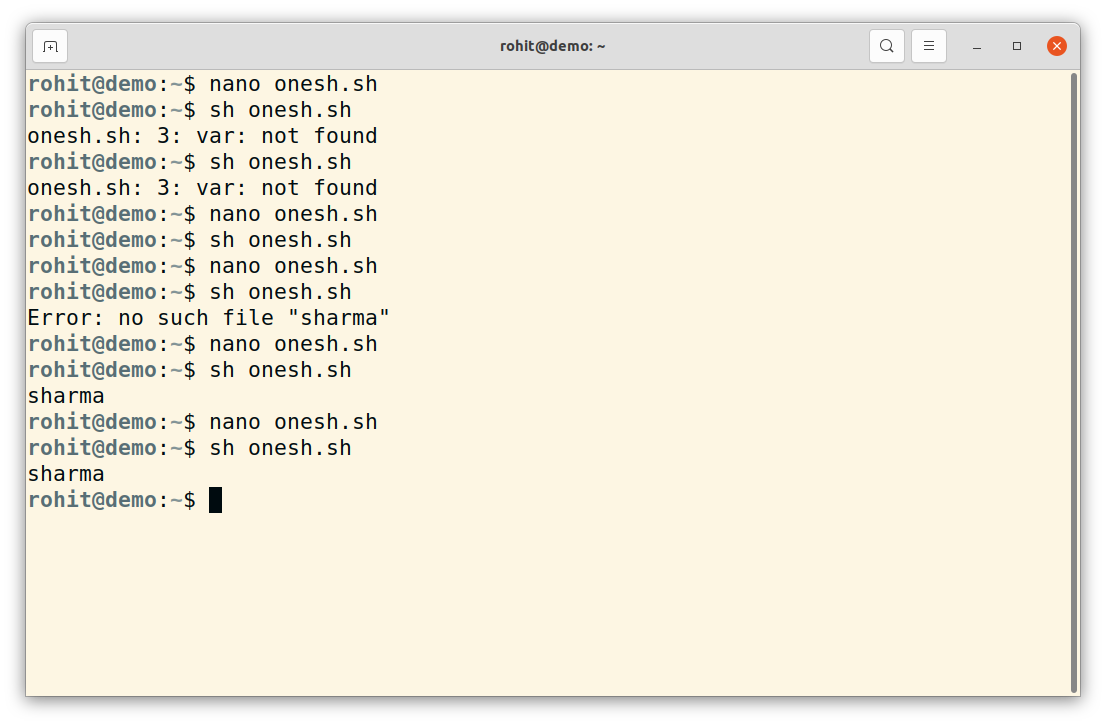 rohit@demo: ~
rohit@demo:~$ nano onesh.sh
rohit@demo:~$ sh onesh.sh
onesh.sh: 3: var: not found
rohit@demo:~$ sh onesh.sh
onesh.sh: 3: var: not found
rohit@demo:~$ nano onesh.sh
rohit@demo:~$ sh onesh.sh
rohit@demo:~$ nano onesh.sh
rohit@demo:~$ sh onesh.sh
Error: no such file "sharma"
rohit@demo:~$ nano onesh.sh
rohit@demo:~$ sh onesh.sh
sharma
rohit@demo:~$ nano onesh.sh
rohit@demo:~$ sh onesh.sh
sharma
rohit@demo:~$